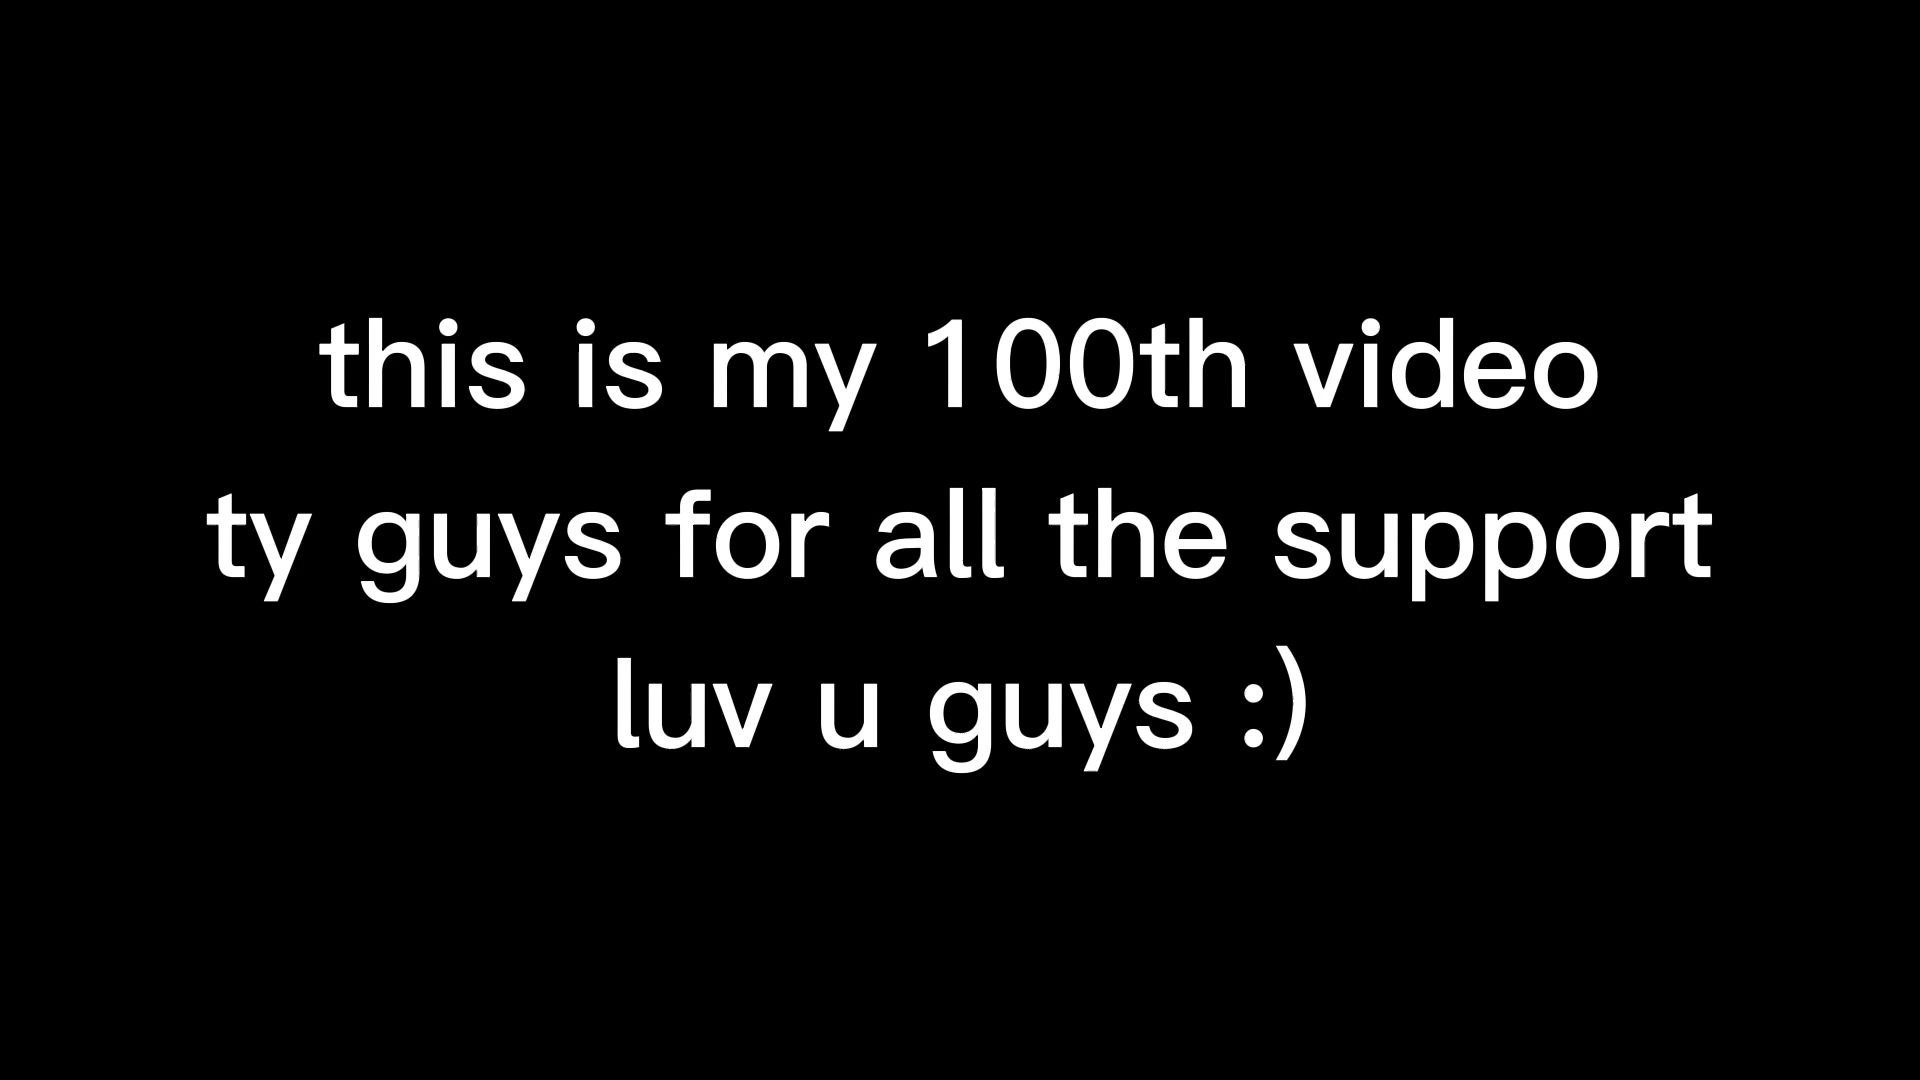 this is my 100th video
ty guys for all the support
luv u guys :)